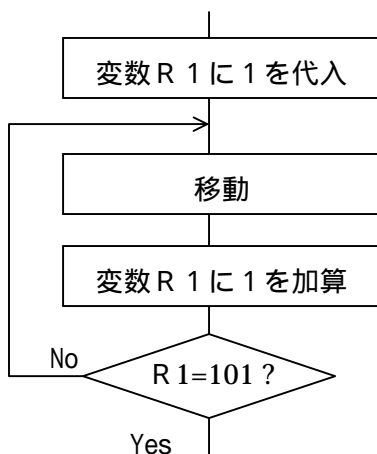 変数R1に1を代入
移動
変数R1に1を加算
No
R1=101?
Yes